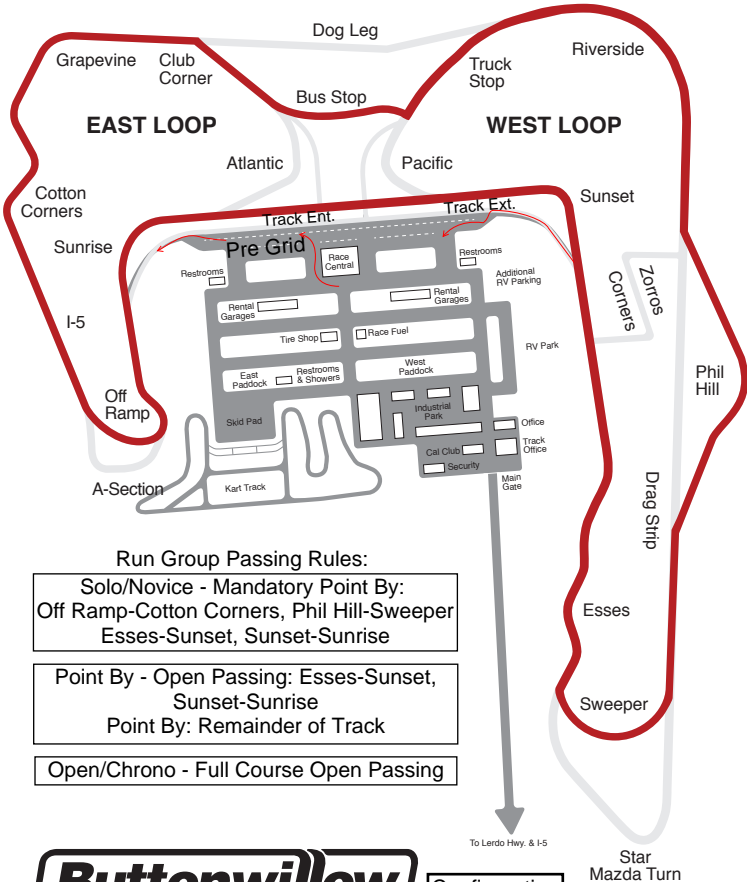 Dog Leg
Grapevine
Club
Corner
Truck
Stop
Riverside
Bus Stop
EAST LOOP
WEST LOOP
Atlantic
Pacific
Cotton
Corners
Sunset
Track Ent.
Track Ext.
Sunrise
Pre Grid
Race
Central
Restrooms
Restrooms
Additional
RV Parking
Zorros
Corners
Rental
Garages
Rental
Garages
I-5
Tire Shop
Race Fuel
RV Park
East
Paddock
Restrooms
& Showers
West
Paddock
Phil
Hill
Off
Ramp
Skid Pad
Industrial
Park
Office
Track
Office
Cal Club
Security
Main
Gate
A-Section
Kart Track
Drag Strip
Run Group Passing Rules:
Solo/Novice - Mandatory Point By:
Off Ramp-Cotton Corners, Phil Hill-Sweeper
Esses-Sunset, Sunset-Sunrise
Esses
Point By - Open Passing: Esses-Sunset,
Sunset-Sunrise
Point By: Remainder of Track
Sweeper
Open/Chrono - Full Course Open Passing
To Lerdo Hwy. & I-5
Star
Mazda Turn
Buttonwillow
Configuration